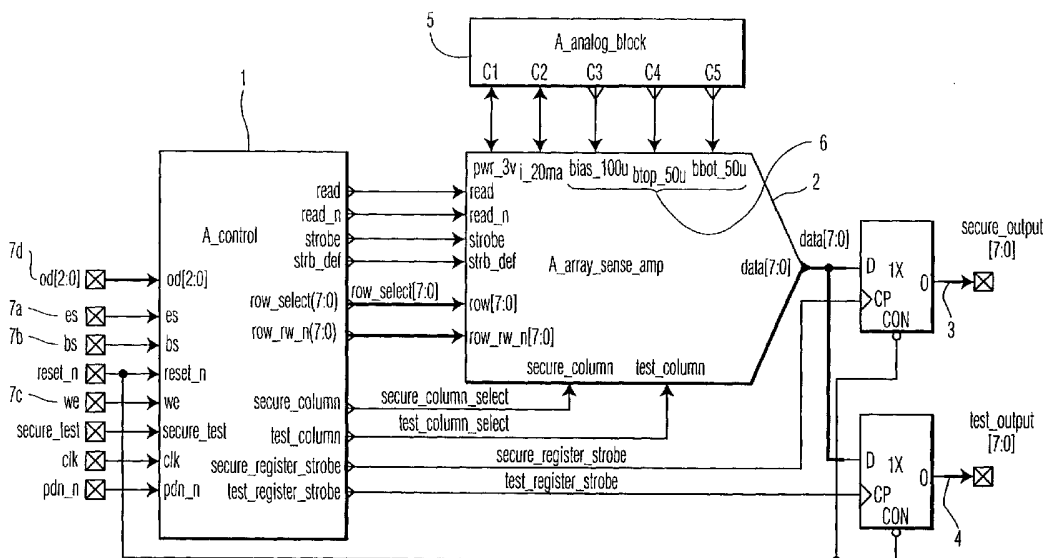 5
A_analog_block
C1 C2 C3 C4 C5
1
6
pwr_3v i_20ma bias_100u btop_50u bbot_50u
2
read
read_n
strobe
strb_def
read
read_n
strobe
strb_def
A_control
A_array_sense_amp
data[7:0]
data[7:0]
secure_output
[7:0]
D 1X O
CP
CON
3
7d
od[2:0]
od[2:0]
row_select(7:0)
row_select[7:0]
row[7:0]
7a
es
es
row_rw_n(7:0)
row_rw_n[7:0]
7b
bs
bs
reset_n
reset_n
secure_column
test_column
7c
we
we
secure_column
secure_column_select
secure_test
secure_test
test_column
test_column_select
clk
clk
secure_register_strobe
secure_register_strobe
pdn_n
pdn_n
test_register_strobe
test_register_strobe
test_output
[7:0]
D 1X O
CP
CON
4